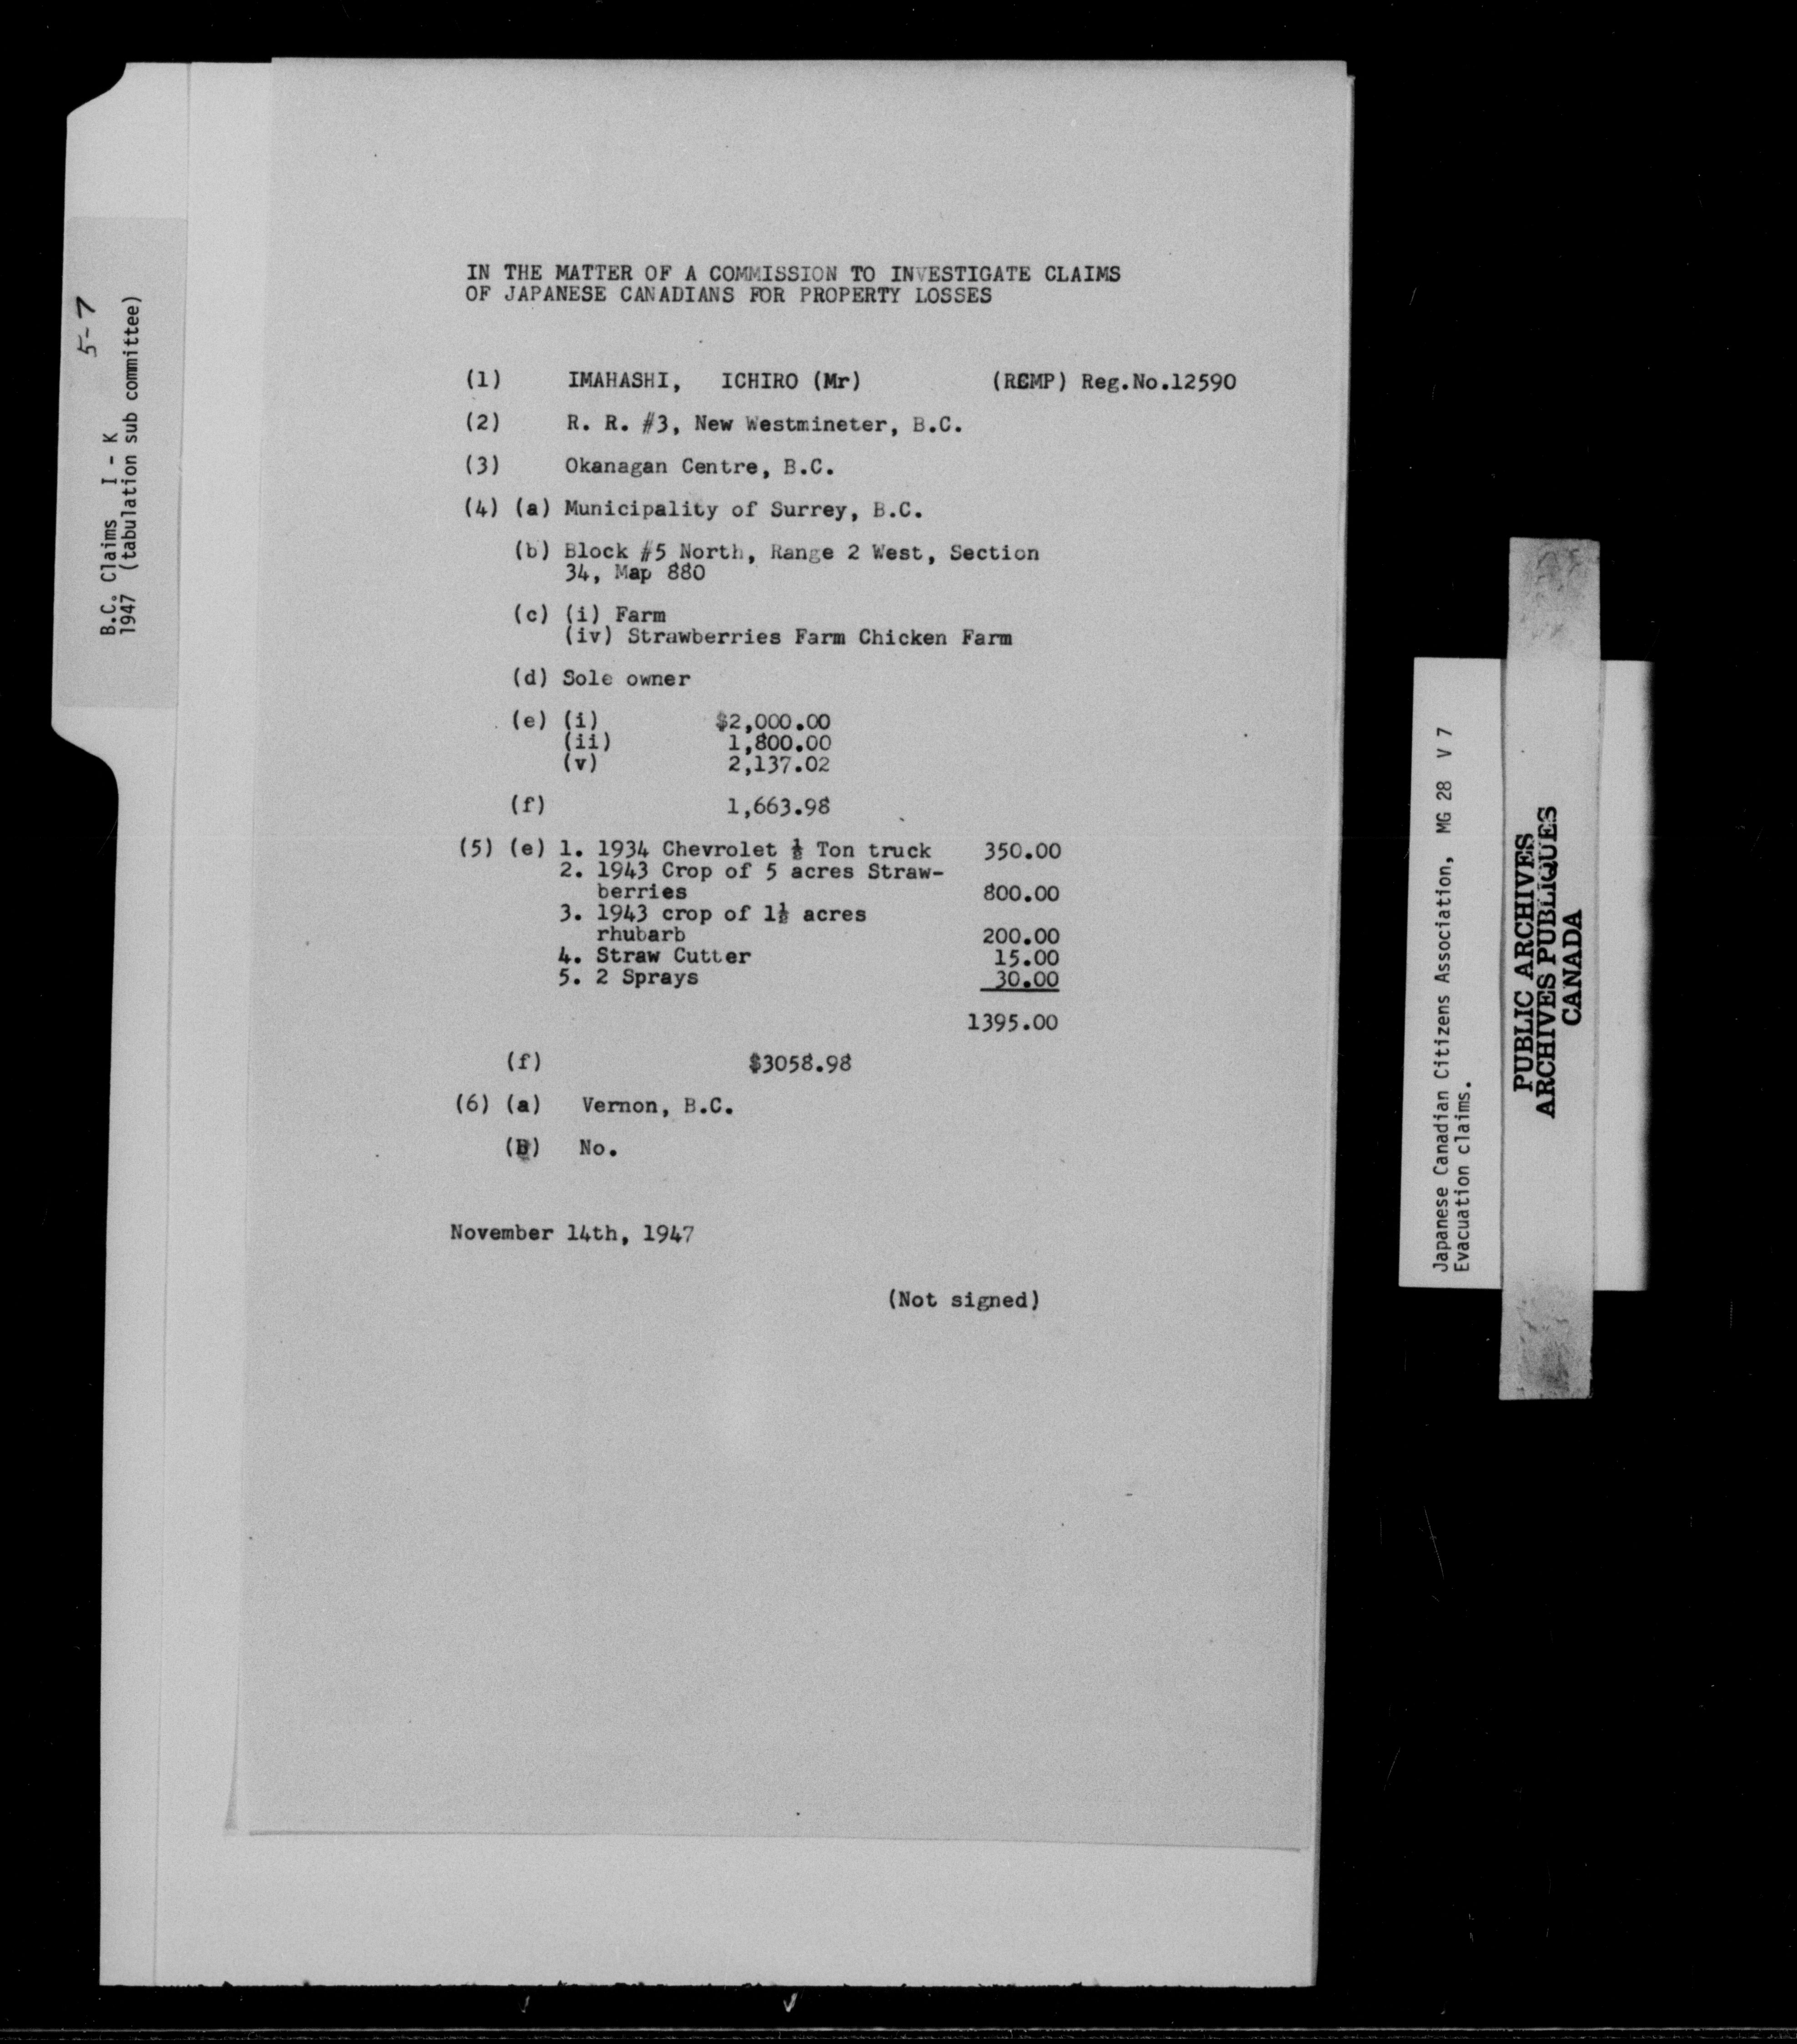 5-7
B.C. Claims I - K
1947 (tabulation sub committee)
IN THE MATTER OF A COMMISSION TO INVESTIGATE CLAIMS
OF JAPANESE CANADIANS FOR PROPERTY LOSSES
(1) IMAHASHI, ICHIRO (Mr) (RCMP) Reg.No.12590
(2) R. R. #3, New Westmineter, B.C.
(3) Okanagan Centre, B.C.
(4) (a) Municipality of Surrey, B.C.
(b) Block #5 North, Range 2 West, Section
34, Map 880
(c) (i) Farm
(iv) Strawberries Farm Chicken Farm
(d) Sole owner
(e) (i) $2,000.00
(ii) 1,800.00
(v) 2,137.02
(f) 1,663.98
(5) (e) 1. 1934 Chevrolet ½ Ton truck 350.00
2. 1943 Crop of 5 acres Straw-
berries 800.00
3. 1943 crop of 1½ acres
rhubarb 200.00
4. Straw Cutter 15.00
5. 2 Sprays 30.00
1395.00
(f) $3058.98
(6) (a) Vernon, B.C.
(b) No.
November 14th, 1947
(Not signed)
Japanese Canadian Citizens Association, MG 28 V 7
Evacuation claims.
PUBLIC ARCHIVES
ARCHIVES PUBLIQUES
CANADA